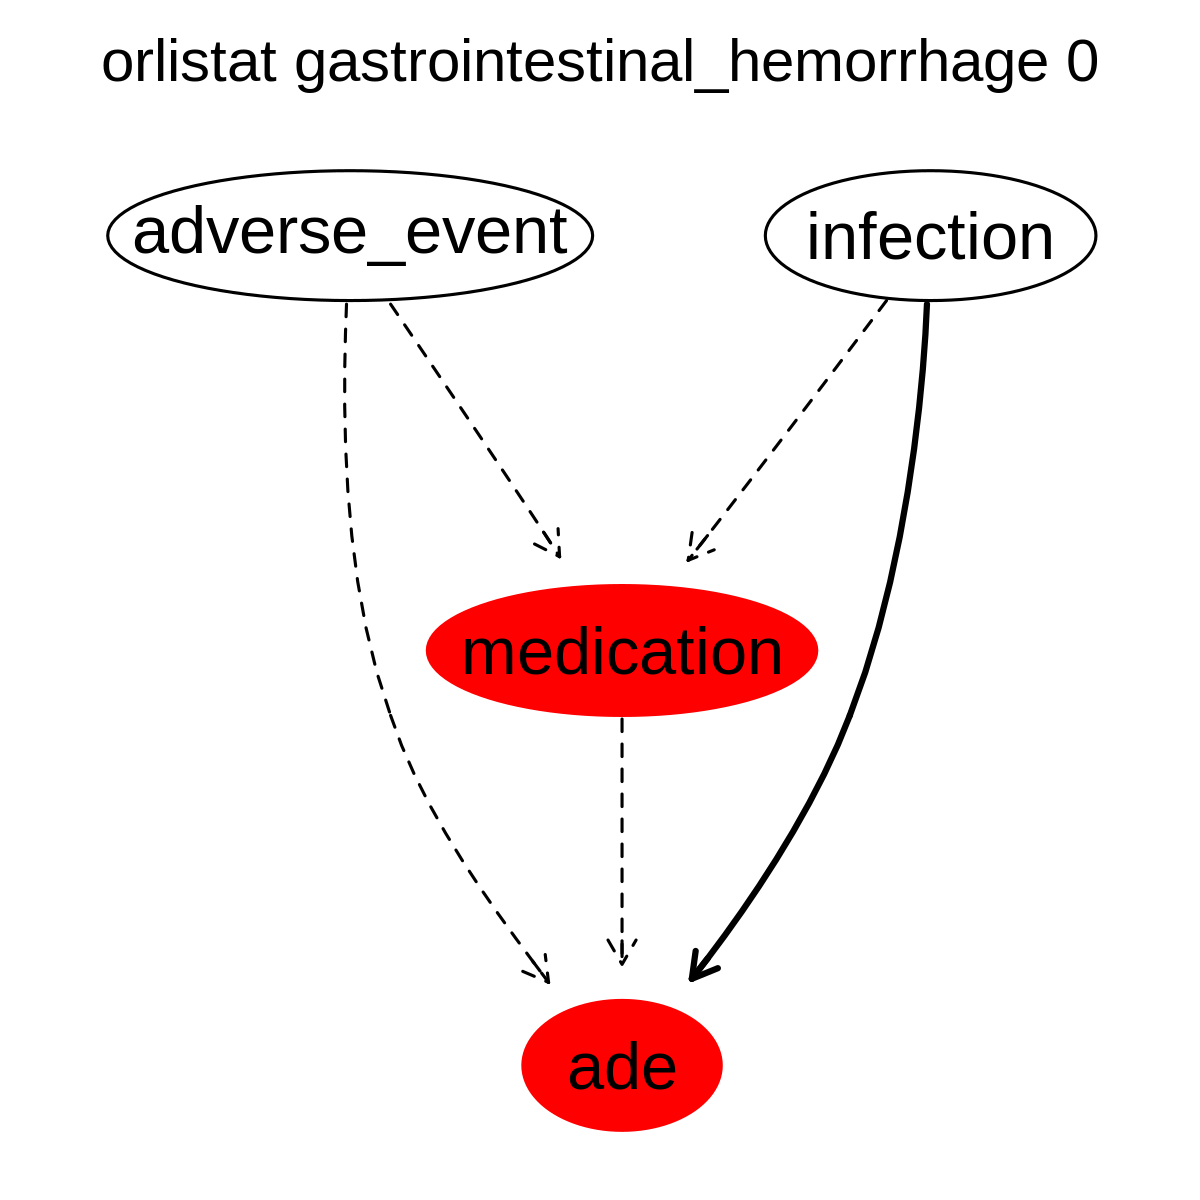 orlistat gastrointestinal_hemorrhage 0
adverse_event
infection
medication
ade